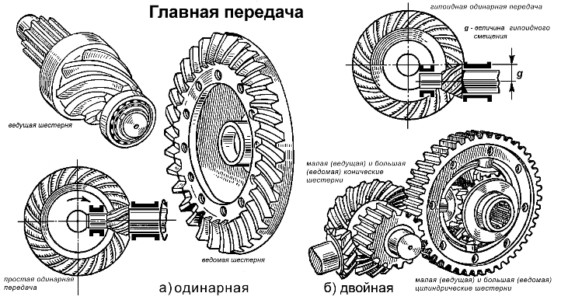 Главная передача
гипоидная одинарная передача
g - величина гипоидного
смещения
g
ведущая шестерня
малая (ведущая) и большая
(ведомая) конические
шестерни
ведомая шестерня
простая одинарная
передача
а) одинарная
б) двойная
малая (ведущая) и большая (ведомая)
цилиндрические шестерни